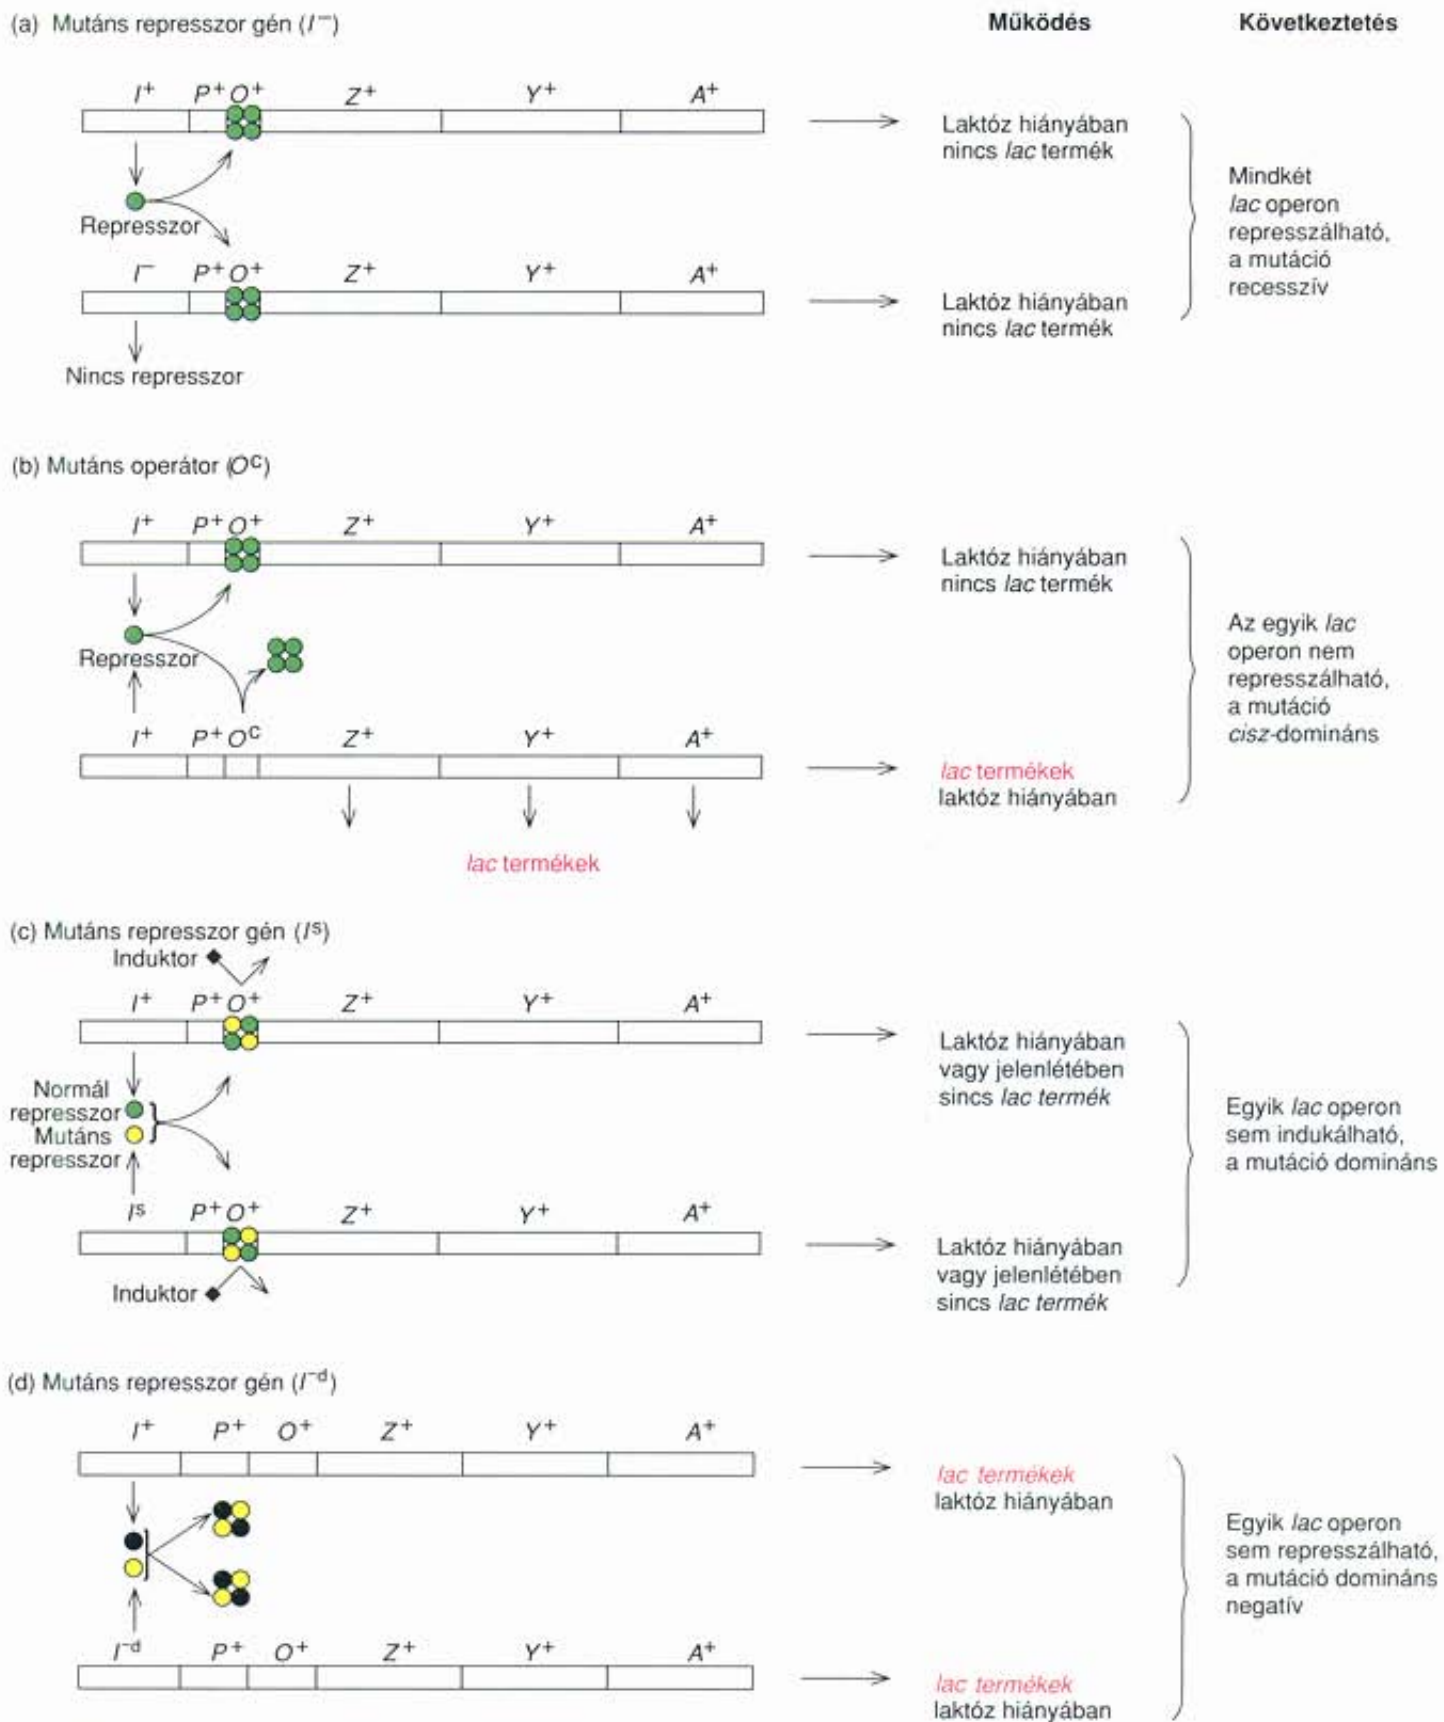 (a) Mutáns represszor gén (I⁻)
Működés
Következtetés
I⁺ P⁺ O⁺ Z⁺ Y⁺ A⁺
Laktóz hiányában
nincs lac termék
Represszor
Mindkét
lac operon
represszálható,
a mutáció
recesszív
I⁻ P⁺ O⁺ Z⁺ Y⁺ A⁺
Laktóz hiányában
nincs lac termék
Nincs represszor
(b) Mutáns operátor (Oᶜ)
I⁺ P⁺ O⁺ Z⁺ Y⁺ A⁺
Laktóz hiányában
nincs lac termék
Represszor
Az egyik lac
operon nem
represszálható,
a mutáció
cisz-domináns
I⁺ P⁺ Oᶜ Z⁺ Y⁺ A⁺
lac termékek
laktóz hiányában
lac termékek
(c) Mutáns represszor gén (Iˢ)
Induktor
I⁺ P⁺ O⁺ Z⁺ Y⁺ A⁺
Laktóz hiányában
vagy jelenlétében
sincs lac termék
Normál
represszor
Mutáns
represszor
Egyik lac operon
sem indukálható,
a mutáció domináns
Iˢ P⁺ O⁺ Z⁺ Y⁺ A⁺
Laktóz hiányában
vagy jelenlétében
sincs lac termék
Induktor
(d) Mutáns represszor gén (I⁻ᵈ)
I⁺ P⁺ O⁺ Z⁺ Y⁺ A⁺
lac termékek
laktóz hiányában
Egyik lac operon
sem represszálható,
a mutáció domináns
negatív
I⁻ᵈ P⁺ O⁺ Z⁺ Y⁺ A⁺
lac termékek
laktóz hiányában